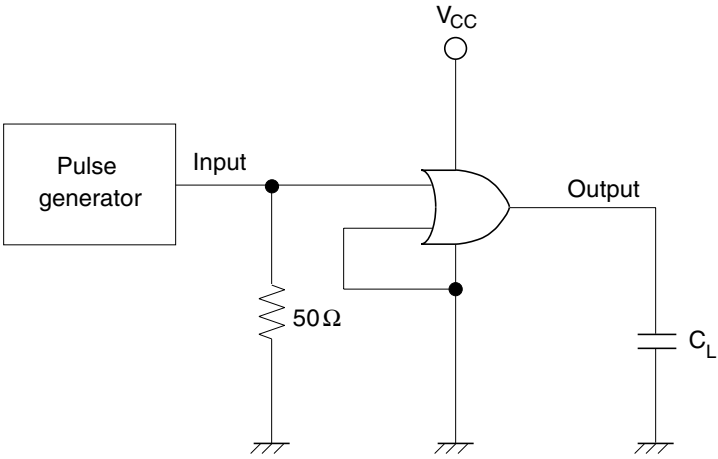 VCC
Pulse
generator
Input
Output
50Ω
CL